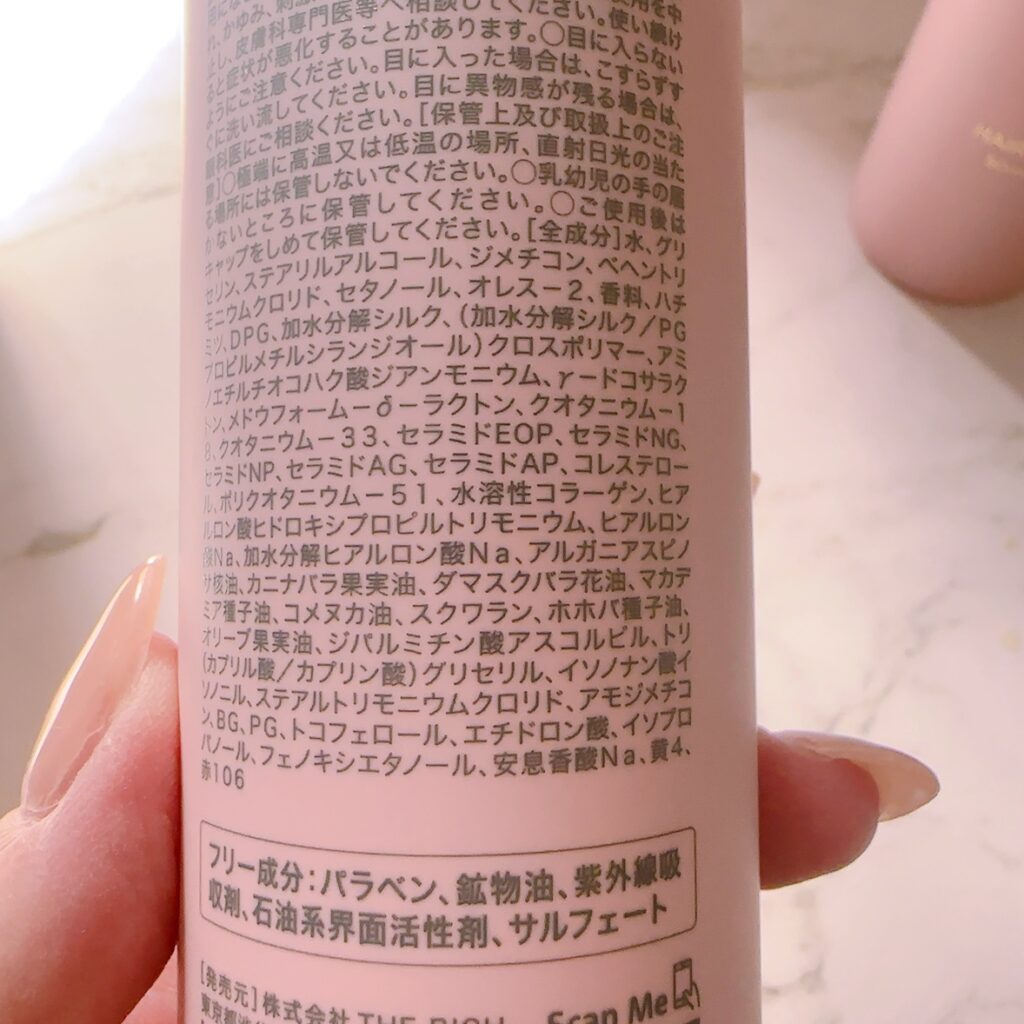 れ、かゆみ、刺激
止し、皮膚科専門医等へ相談してください。使い続け
ると症状が悪化することがあります。○目に入らない
ようにご注意ください。目に入った場合は、こすらずす
ぐに洗い流してください。目に異物感が残る場合は、
眼科医にご相談ください。[保管上及び取扱上のご注
意]○極端に高温又は低温の場所、直射日光の当た
る場所には保管しないでください。○乳幼児の手の届
かないところに保管してください。○ご使用後は
キャップをしめて保管してください。[全成分]水、グリ
セリン、ステアリルアルコール、ジメチコン、ベヘントリ
モニウムクロリド、セタノール、オレス－２、香料、ハチ
ミツ、DPG、加水分解シルク、(加水分解シルク／PG
プロピルメチルシランジオール)クロスポリマー、アミ
ノエチルチオコハク酸ジアンモニウム、γードコサラク
トン、メドウフォームーδーラクトン、クオタニウムー1
8、クオタニウムー３３、セラミドEOP、セラミドNG、
セラミドNP、セラミドAG、セラミドAP、コレステロー
ル、ポリクオタニウムー５１、水溶性コラーゲン、ヒア
ルロン酸ヒドロキシプロピルトリモニウム、ヒアルロン
酸Na、加水分解ヒアルロン酸Na、アルガニアスピノ
サ核油、カニナバラ果実油、ダマスクバラ花油、マカデ
ミア種子油、コメヌカ油、スクワラン、ホホバ種子油、
オリーブ果実油、ジパルミチン酸アスコルビル、トリ
(カプリル酸／カプリン酸)グリセリル、イソノナン酸イ
ソノニル、ステアルトリモニウムクロリド、アモジメチコ
ン、BG、PG、トコフェロール、エチドロン酸、イソプロ
パノール、フェノキシエタノール、安息香酸Na、黄4、
赤106
フリー成分：パラベン、鉱物油、紫外線吸
収剤、石油系界面活性剤、サルフェート
[発売元]株式会社THE RICH Scan Me
東京都渋